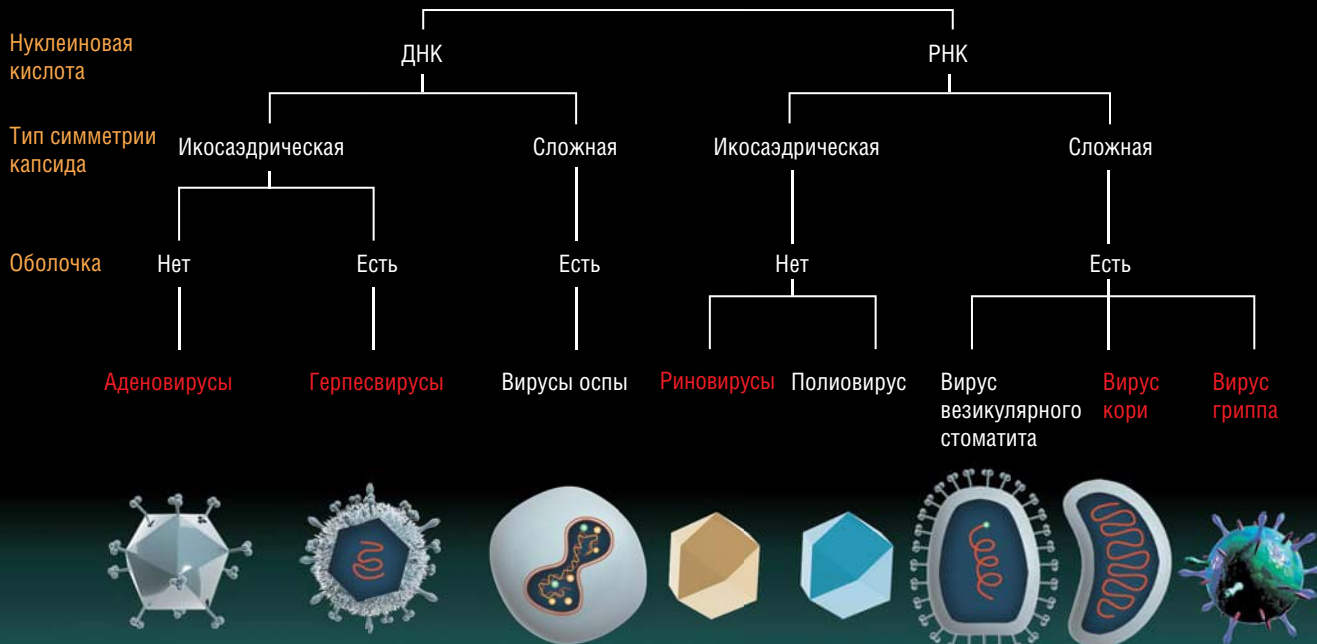 Нуклеиновая
кислота
ДНК
РНК
Тип симметрии
капсида
Икосаэдрическая
Сложная
Икосаэдрическая
Сложная
Оболочка
Нет
Есть
Есть
Нет
Есть
Аденовирусы
Герпесвирусы
Вирусы оспы
Риновирусы
Полиовирус
Вирус
везикулярного
стоматита
Вирус
кори
Вирус
гриппа